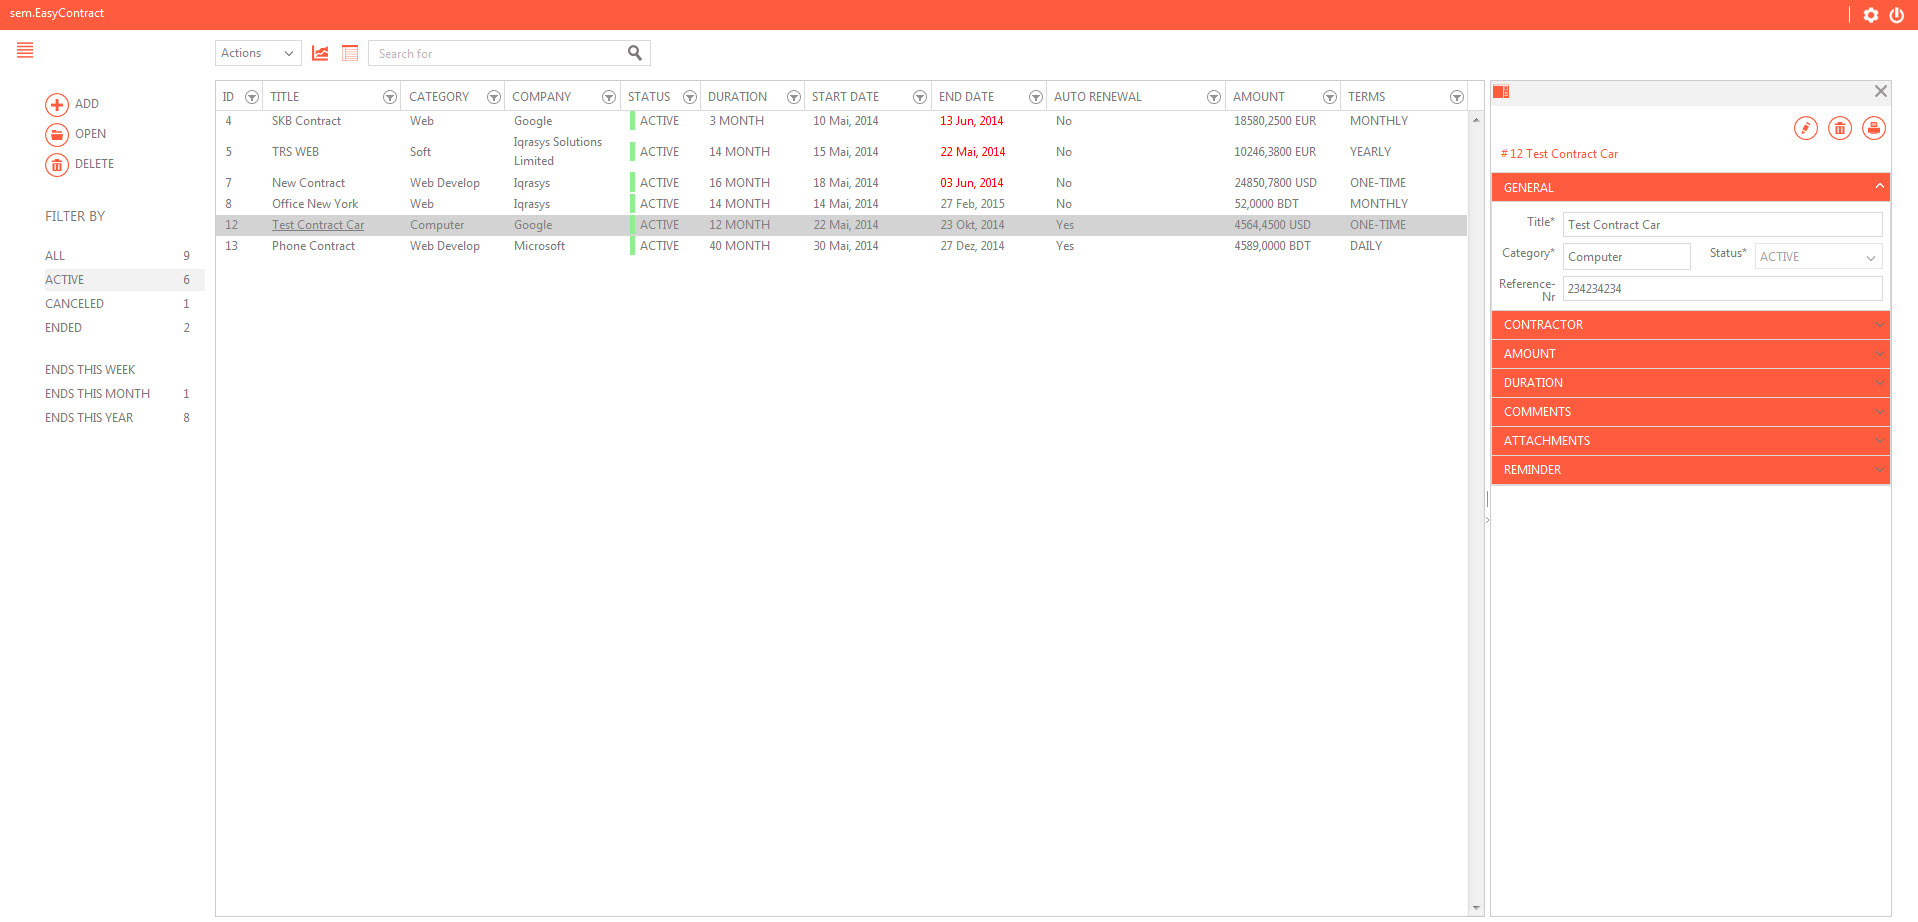 sem.EasyContract
Actions
Search for
ADD
OPEN
DELETE
FILTER BY
ALL 9
ACTIVE 6
CANCELED 1
ENDED 2
ENDS THIS WEEK
ENDS THIS MONTH 1
ENDS THIS YEAR 8
ID TITLE CATEGORY COMPANY STATUS DURATION START DATE END DATE AUTO RENEWAL AMOUNT TERMS
4 SKB Contract Web Google ACTIVE 3 MONTH 10 Mai, 2014 13 Jun, 2014 No 18580,2500 EUR MONTHLY
5 TRS WEB Soft Iqrasys Solutions Limited ACTIVE 14 MONTH 15 Mai, 2014 22 Mai, 2014 No 10246,3800 EUR YEARLY
7 New Contract Web Develop Iqrasys ACTIVE 16 MONTH 18 Mai, 2014 03 Jun, 2014 No 24850,7800 USD ONE-TIME
8 Office New York Web Iqrasys ACTIVE 14 MONTH 14 Mai, 2014 27 Feb, 2015 No 52,0000 BDT MONTHLY
12 Test Contract Car Computer Google ACTIVE 12 MONTH 22 Mai, 2014 23 Okt, 2014 Yes 4564,4500 USD ONE-TIME
13 Phone Contract Web Develop Microsoft ACTIVE 40 MONTH 30 Mai, 2014 27 Dez, 2014 Yes 4589,0000 BDT DAILY
# 12 Test Contract Car
GENERAL
Title* Test Contract Car
Category* Computer Status* ACTIVE
Reference-
Nr 234234234
CONTRACTOR
AMOUNT
DURATION
COMMENTS
ATTACHMENTS
REMINDER